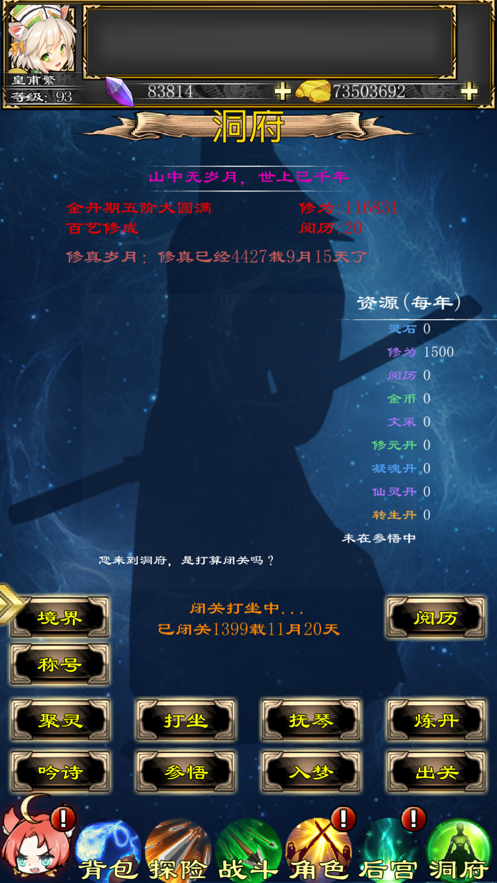 皇甫繁
等级：93
83814
73503692
洞府
山中无岁月，世上已千年
金丹期五阶大圆满 修为:116831
百艺修成 阅历:20
修真岁月：修真已经4427载9月15天了
资源(每年)
灵石 0
修为 1500
阅历 0
金币 0
文采 0
修元丹 0
凝魂丹 0
仙灵丹 0
转生丹 0
未在参悟中
您来到洞府，是打算闭关吗？
闭关打坐中...
已闭关1399载11月20天
境界 阅历
称号
聚灵 打坐 抚琴 炼丹
吟诗 参悟 入梦 出关
背包 探险 战斗 角色 后宫 洞府